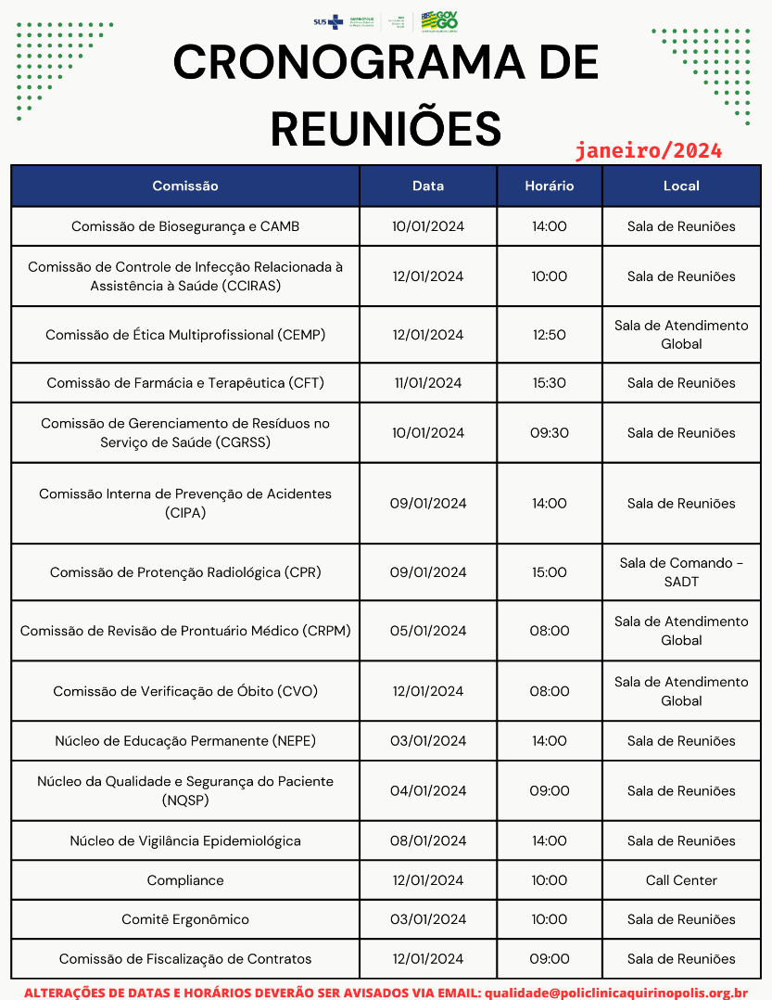 SUS
QUIRINÓPOLIS
GOV
GO
CRONOGRAMA DE
REUNIÕES
janeiro/2024
Comissão Data Horário Local
Comissão de Biosegurança e CAMB 10/01/2024 14:00 Sala de Reuniões
Comissão de Controle de Infecção Relacionada à
Assistência à Saúde (CCIRAS) 12/01/2024 10:00 Sala de Reuniões
Comissão de Ética Multiprofissional (CEMP) 12/01/2024 12:50 Sala de Atendimento
Global
Comissão de Farmácia e Terapêutica (CFT) 11/01/2024 15:30 Sala de Reuniões
Comissão de Gerenciamento de Resíduos no
Serviço de Saúde (CGRSS) 10/01/2024 09:30 Sala de Reuniões
Comissão Interna de Prevenção de Acidentes
(CIPA) 09/01/2024 14:00 Sala de Reuniões
Comissão de Protenção Radiológica (CPR) 09/01/2024 15:00 Sala de Comando -
SADT
Comissão de Revisão de Prontuário Médico (CRPM) 05/01/2024 08:00 Sala de Atendimento
Global
Comissão de Verificação de Óbito (CVO) 12/01/2024 08:00 Sala de Atendimento
Global
Núcleo de Educação Permanente (NEPE) 03/01/2024 14:00 Sala de Reuniões
Núcleo da Qualidade e Segurança do Paciente
(NQSP) 04/01/2024 09:00 Sala de Reuniões
Núcleo de Vigilância Epidemiológica 08/01/2024 14:00 Sala de Reuniões
Compliance 12/01/2024 10:00 Call Center
Comitê Ergonômico 03/01/2024 10:00 Sala de Reuniões
Comissão de Fiscalização de Contratos 12/01/2024 09:00 Sala de Reuniões
ALTERAÇÕES DE DATAS E HORÁRIOS DEVERÃO SER AVISADOS VIA EMAIL: qualidade@policlinicaquirinopolis.org.br